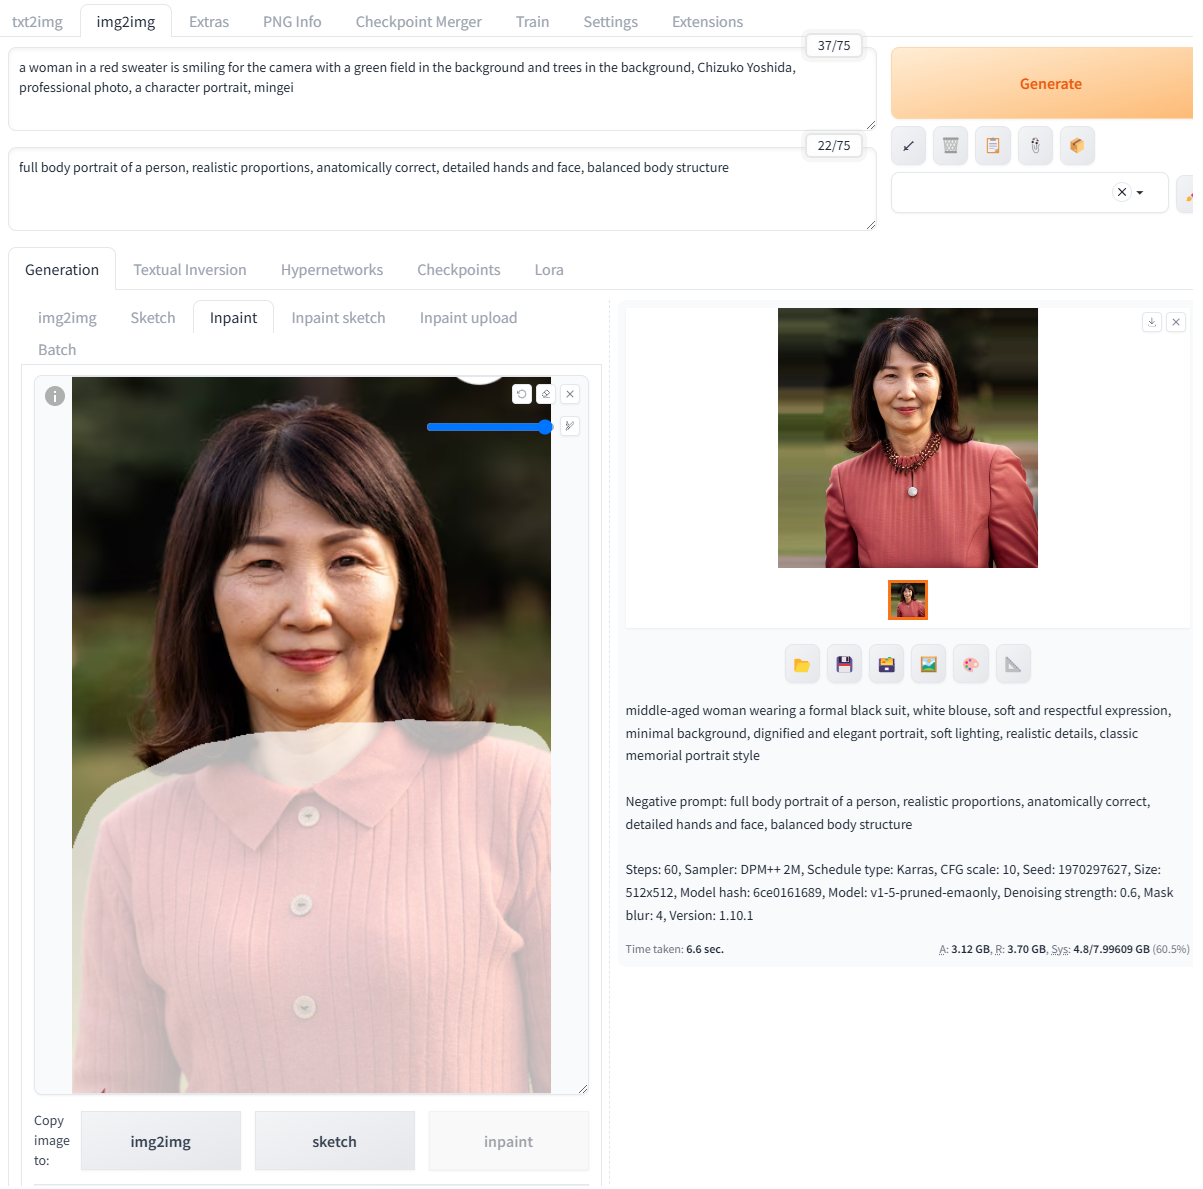 txt2img
img2img
Extras
PNG Info
Checkpoint Merger
Train
Settings
Extensions
37/75
a woman in a red sweater is smiling for the camera with a green field in the background and trees in the background, Chizuko Yoshida,
professional photo, a character portrait, mingei
Generate
22/75
full body portrait of a person, realistic proportions, anatomically correct, detailed hands and face, balanced body structure
Generation
Textual Inversion
Hypernetworks
Checkpoints
Lora
img2img
Sketch
Inpaint
Inpaint sketch
Inpaint upload
Batch
Copy
image
to:
img2img
sketch
inpaint
middle-aged woman wearing a formal black suit, white blouse, soft and respectful expression,
minimal background, dignified and elegant portrait, soft lighting, realistic details, classic
memorial portrait style
Negative prompt: full body portrait of a person, realistic proportions, anatomically correct,
detailed hands and face, balanced body structure
Steps: 60, Sampler: DPM++ 2M, Schedule type: Karras, CFG scale: 10, Seed: 1970297627, Size:
512x512, Model hash: 6ce0161689, Model: v1-5-pruned-emaonly, Denoising strength: 0.6, Mask
blur: 4, Version: 1.10.1
Time taken: 6.6 sec.
A: 3.12 GB, R: 3.70 GB, Sys: 4.8/7.99609 GB (60.5%)